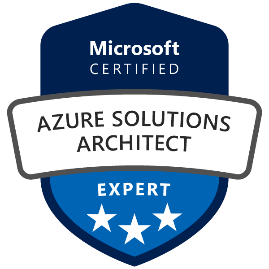 Microsoft
CERTIFIED
AZURE SOLUTIONS
ARCHITECT
EXPERT